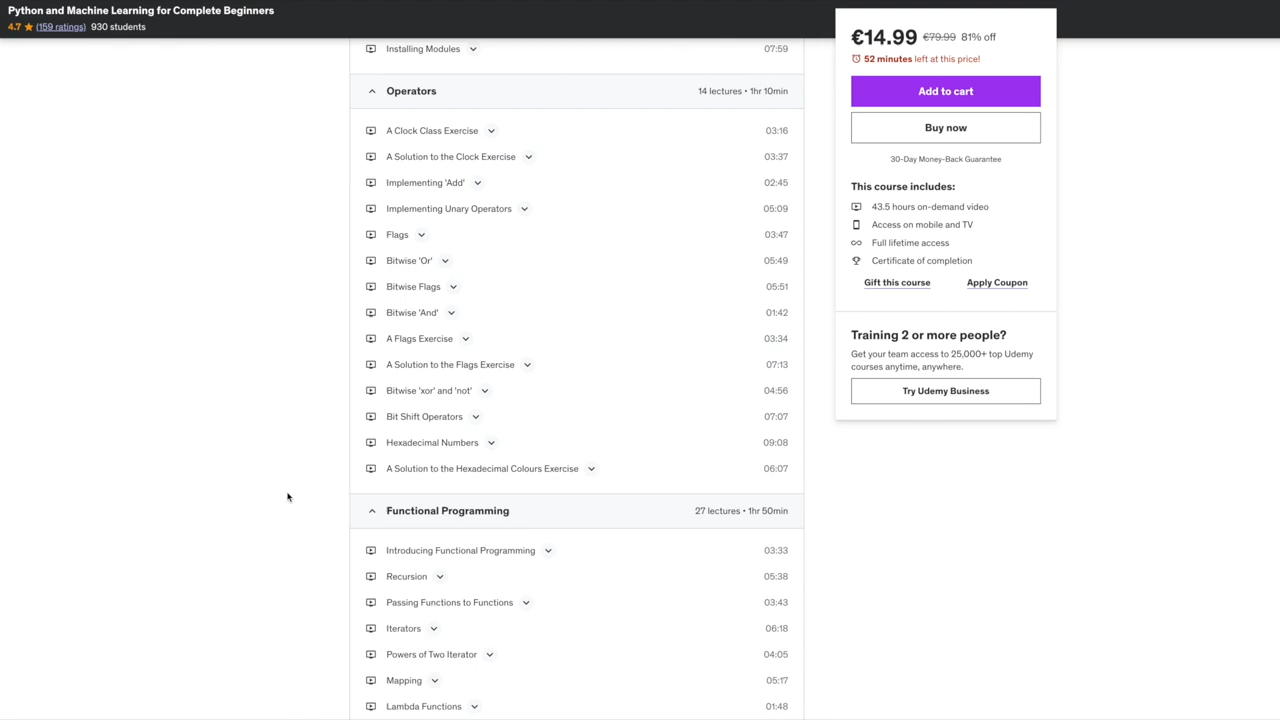 Python and Machine Learning for Complete Beginners
4.7 (159 ratings) 930 students
Installing Modules 07:59
Operators 14 lectures • 1hr 10min
A Clock Class Exercise 03:16
A Solution to the Clock Exercise 03:37
Implementing 'Add' 02:45
Implementing Unary Operators 05:09
Flags 03:47
Bitwise 'Or' 05:49
Bitwise Flags 05:51
Bitwise 'And' 01:42
A Flags Exercise 03:34
A Solution to the Flags Exercise 07:13
Bitwise 'xor' and 'not' 04:56
Bit Shift Operators 07:07
Hexadecimal Numbers 09:08
A Solution to the Hexadecimal Colours Exercise 06:07
Functional Programming 27 lectures • 1hr 50min
Introducing Functional Programming 03:33
Recursion 05:38
Passing Functions to Functions 03:43
Iterators 06:18
Powers of Two Iterator 04:05
Mapping 05:17
Lambda Functions 01:48
€14.99 €79.99 81% off
52 minutes left at this price!
Add to cart
Buy now
30-Day Money-Back Guarantee
This course includes:
43.5 hours on-demand video
Access on mobile and TV
Full lifetime access
Certificate of completion
Gift this course Apply Coupon
Training 2 or more people?
Get your team access to 25,000+ top Udemy
courses anytime, anywhere.
Try Udemy Business